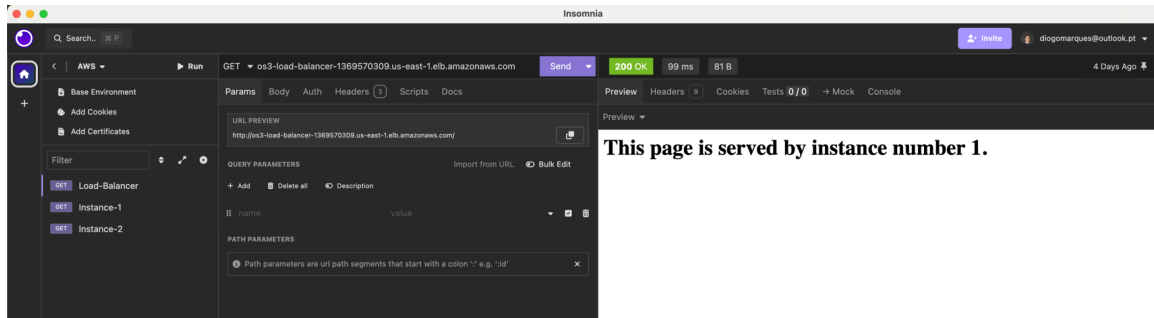 Insomnia
Search.. ⌘ P
Invite
diogomarques@outlook.pt
AWS
Run
Base Environment
Add Cookies
Add Certificates
Filter
GET Load-Balancer
GET Instance-1
GET Instance-2
GET os3-load-balancer-1369570309.us-east-1.elb.amazonaws.com
Send
Params Body Auth Headers 3 Scripts Docs
URL PREVIEW
http://os3-load-balancer-1369570309.us-east-1.elb.amazonaws.com/
QUERY PARAMETERS Import from URL Bulk Edit
+ Add Delete all Description
name value
PATH PARAMETERS
Path parameters are url path segments that start with a colon ':' e.g. ':id'
200 OK 99 ms 81 B 4 Days Ago
Preview Headers 9 Cookies Tests 0 / 0 → Mock Console
Preview
This page is served by instance number 1.